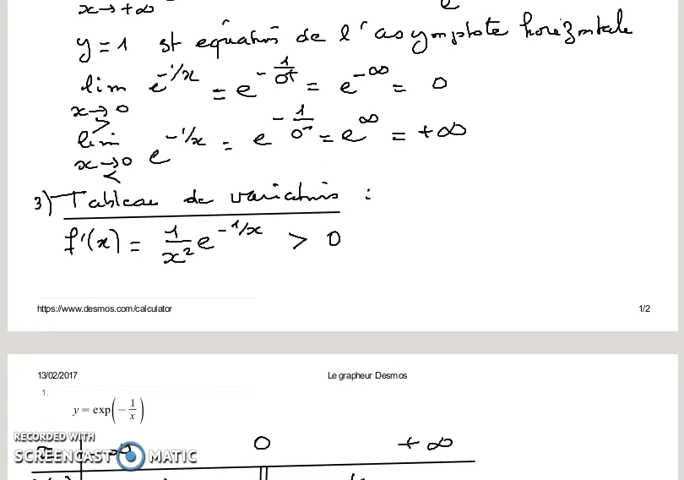 x→+∞ e
y=1 st equation de l'asymptote horizontale
lim e^{-1/x} = e^{-1/0⁺} = e^{-∞} = 0
x→0
>
lim e^{-1/x} = e^{-1/0⁻} = e^{∞} = +∞
x→0
<
3) Tableau de variations :
f'(x) = 1/x² e^{-1/x} > 0
https://www.desmos.com/calculator 1/2
13/02/2017 Le grapheur Desmos
1.
y = exp(-1/x)
RECORDED WITH
SCREENCAST MATIC
x -∞ 0 +∞